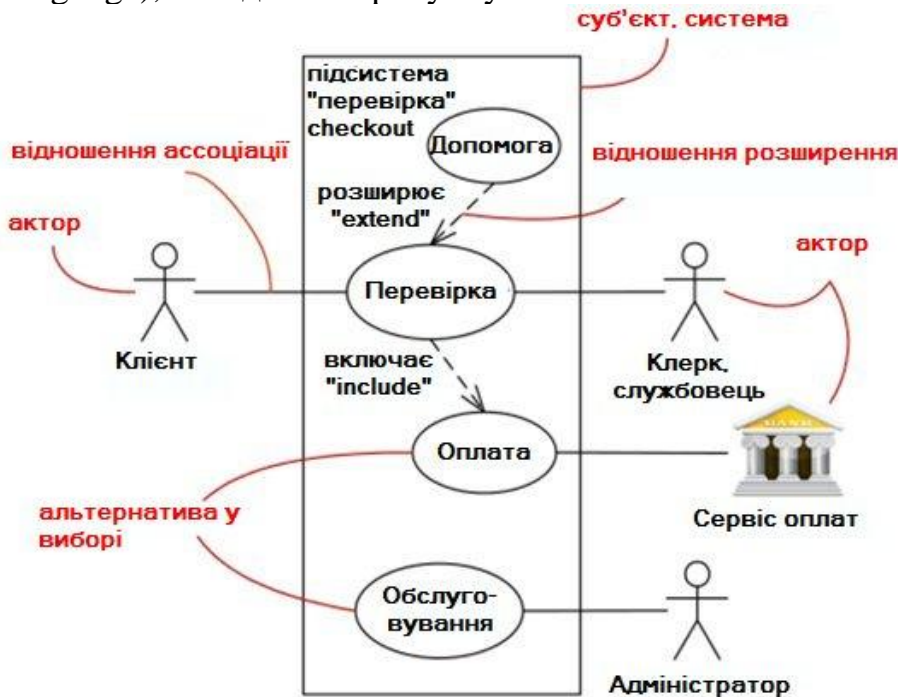 суб'єкт, система
підсистема
"перевірка"
checkout
Допомога
відношення ассоціації
відношення розширення
розширює
"extend"
актор
актор
Перевірка
Клієнт
включає
"include"
Клерк,
службовець
BANK
Оплата
альтернатива у
виборі
Сервіс оплат
Обслуго-
вування
Адміністратор